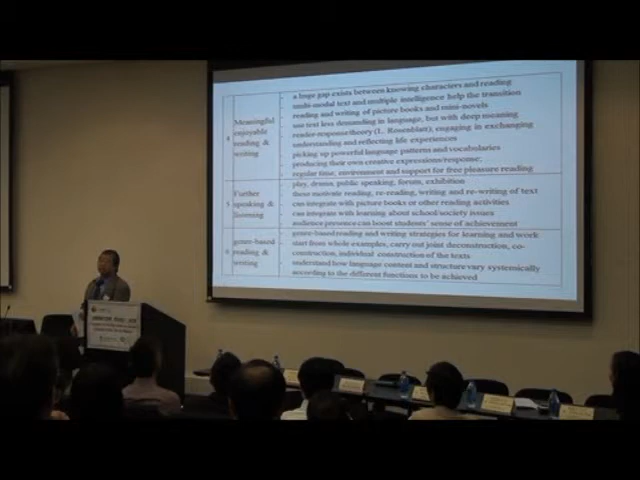 4
Meaningful
enjoyable
reading &
writing
- a huge gap exists between knowing characters and reading
- multi-modal text and multiple intelligence help the transition
- reading and writing of picture books and mini-novels
- use text less demanding in language, but with deep meaning
- reader-response theory (L. Rosenblatt), engaging in exchanging
understanding and reflecting life experiences
- picking up powerful language patterns and vocabularies
- producing their own creative expressions/response;
- regular time, environment and support for free pleasure reading
5
Further
speaking &
listening
- play, drama, public speaking, forum, exhibition
- these motivate reading, re-reading, writing and re-writing of text
- can integrate with picture books or other reading activities
- can integrate with learning about school/society issues
- audience presence can boost students' sense of achievement
6
genre-based
reading &
writing
- genre-based reading and writing strategies for learning and work
- start from whole examples, carry out joint deconstruction, co-
construction, individual construction of the texts
- understand how language content and structure vary systemically
according to the different functions to be achieved